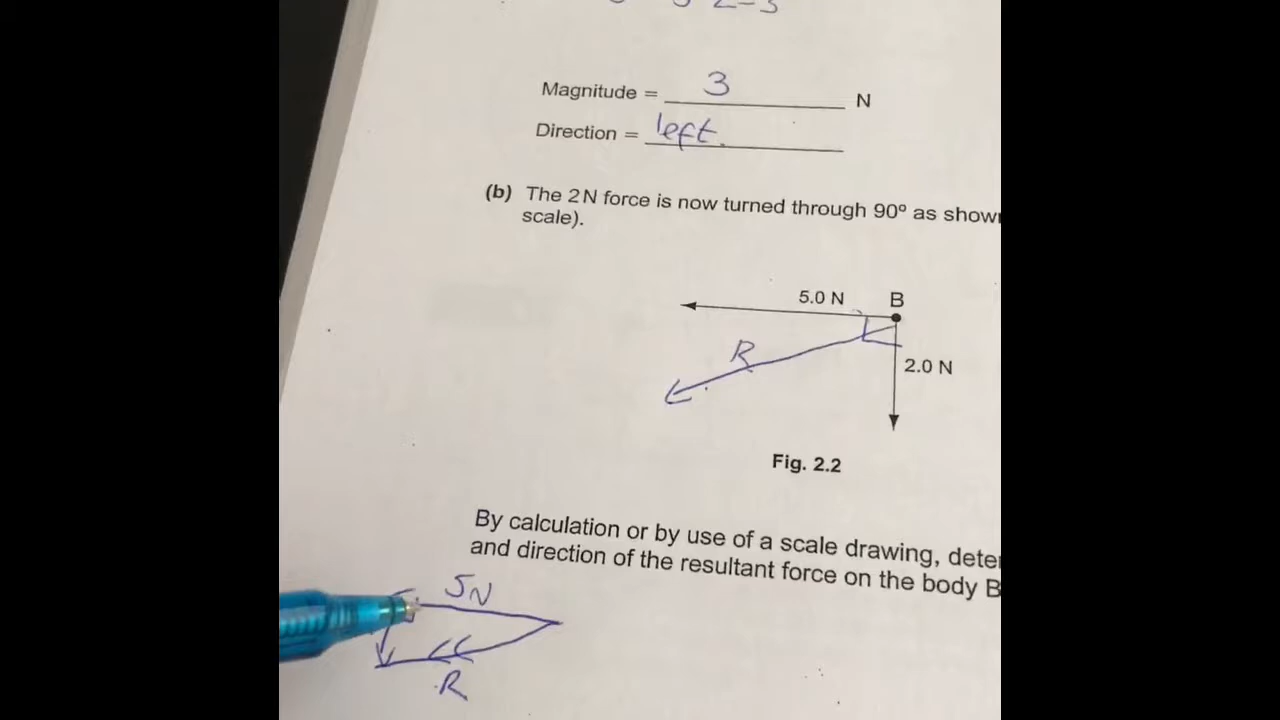 Magnitude = 3 N
Direction = left.
(b) The 2 N force is now turned through 90° as show
scale).
5.0 N B
R
2.0 N
Fig. 2.2
By calculation or by use of a scale drawing, dete
and direction of the resultant force on the body B
5N
R